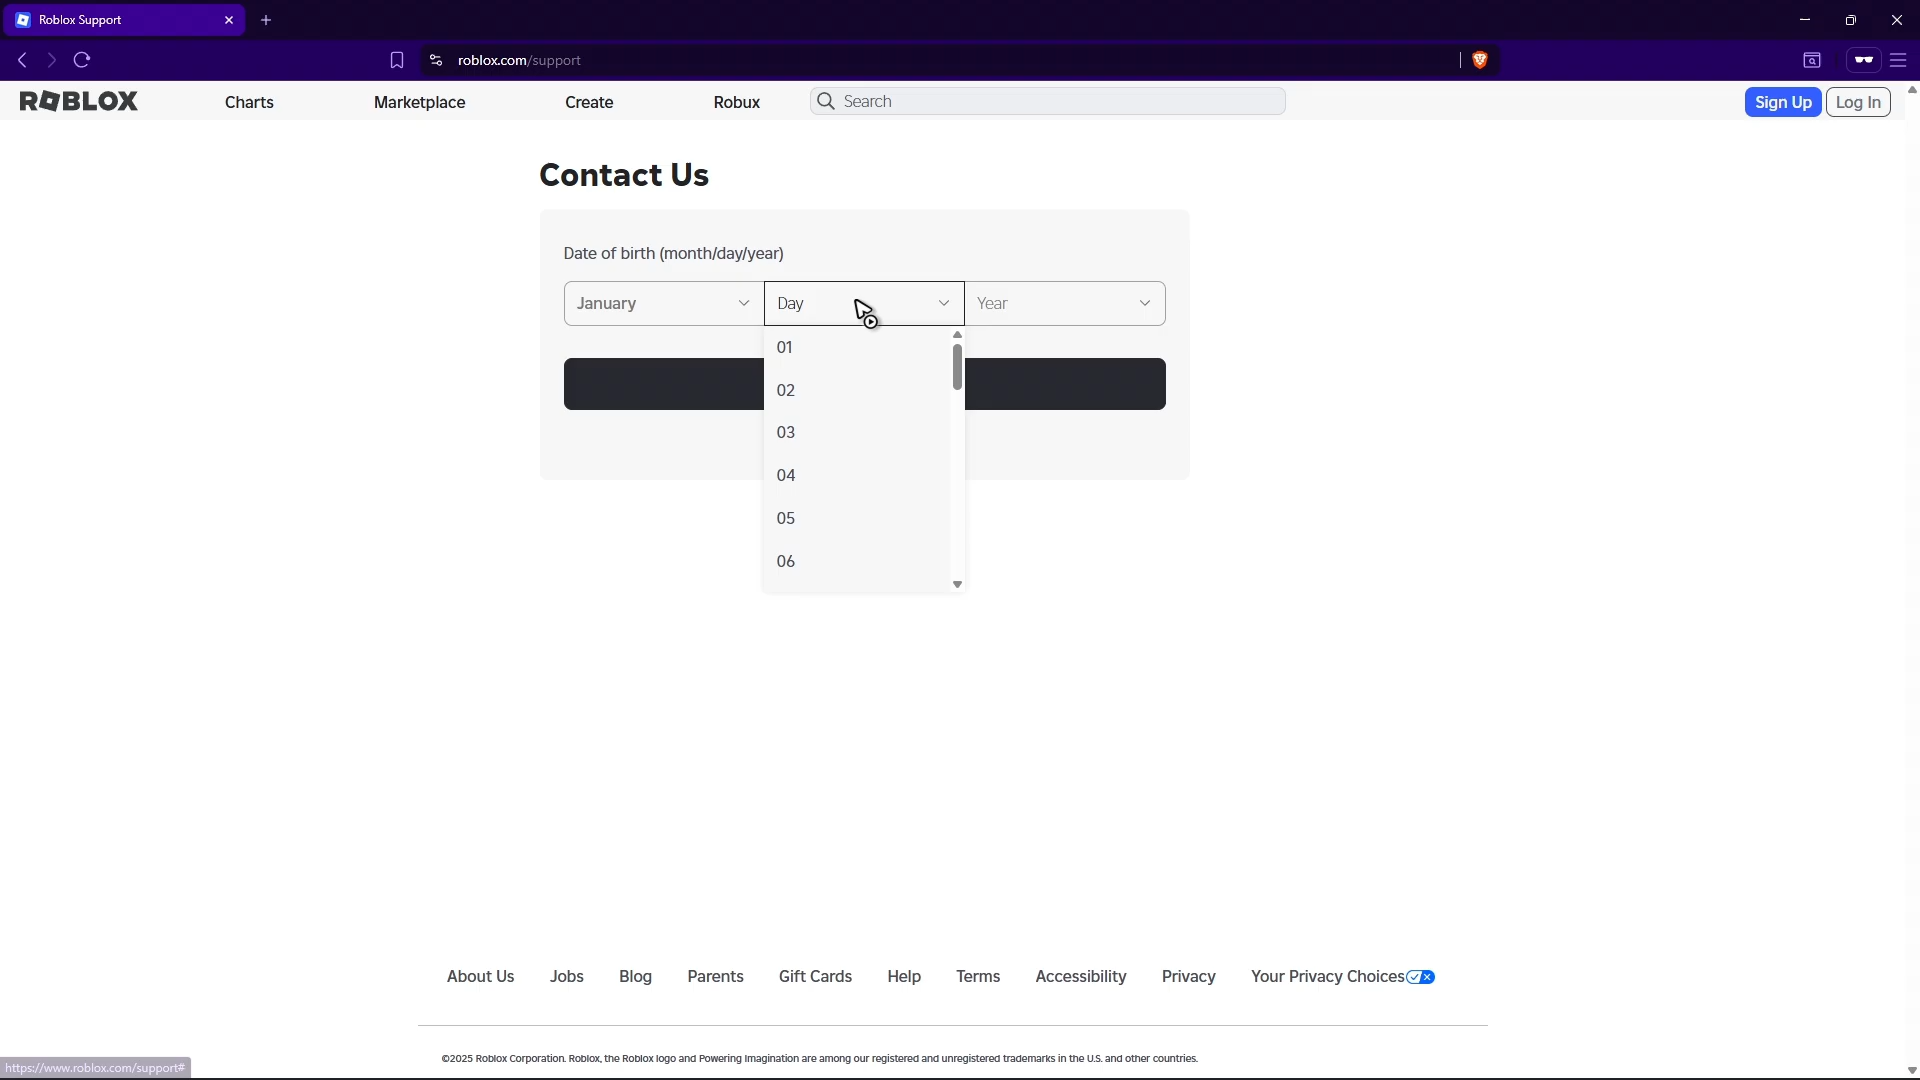 Roblox Support
roblox.com/support
ROBLOX
Charts
Marketplace
Create
Robux
Search
Sign Up
Log In
Contact Us
Date of birth (month/day/year)
January
Day
Year
01
02
03
04
05
06
About Us
Jobs
Blog
Parents
Gift Cards
Help
Terms
Accessibility
Privacy
Your Privacy Choices
©2025 Roblox Corporation. Roblox, the Roblox logo and Powering Imagination are among our registered and unregistered trademarks in the U.S. and other countries.
https://www.roblox.com/support#